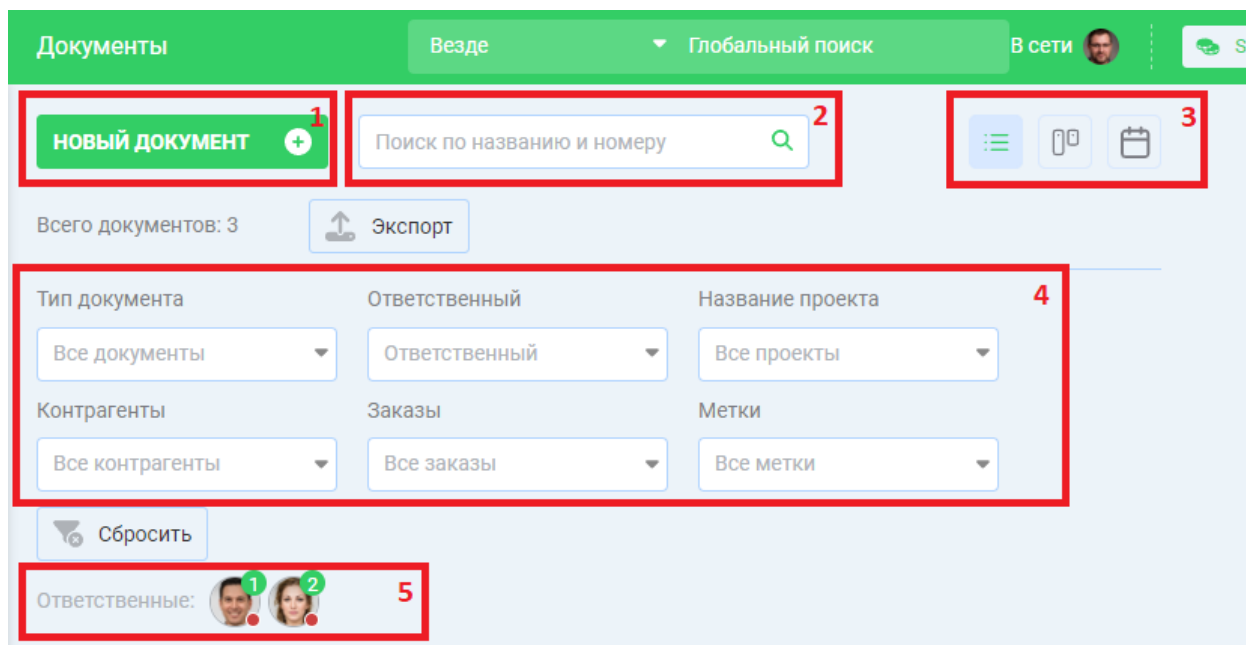 Документы
Везде
Глобальный поиск
В сети
S
НОВЫЙ ДОКУМЕНТ
1
Поиск по названию и номеру
2
3
Всего документов: 3
Экспорт
Тип документа
Ответственный
Название проекта
4
Все документы
Ответственный
Все проекты
Контрагенты
Заказы
Метки
Все контрагенты
Все заказы
Все метки
Сбросить
Ответственные:
1
2
5